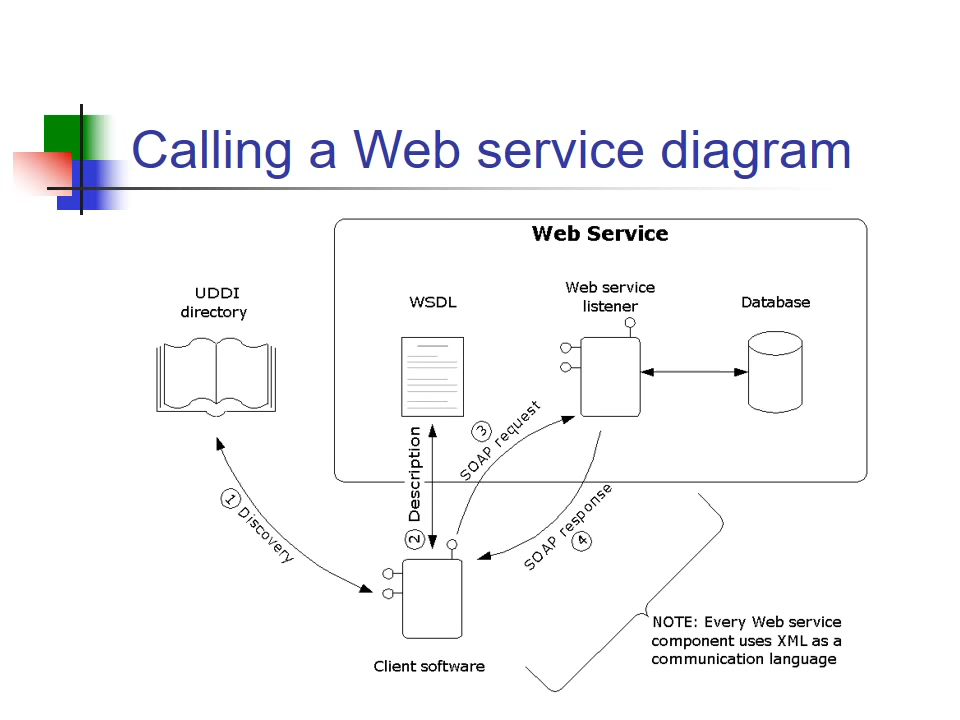 Calling a Web service diagram
Web Service
UDDI
directory
WSDL
Web service
listener
Database
1 Discovery
2 Description
3
SOAP request
SOAP response
4
Client software
NOTE: Every Web service
component uses XML as a
communication language